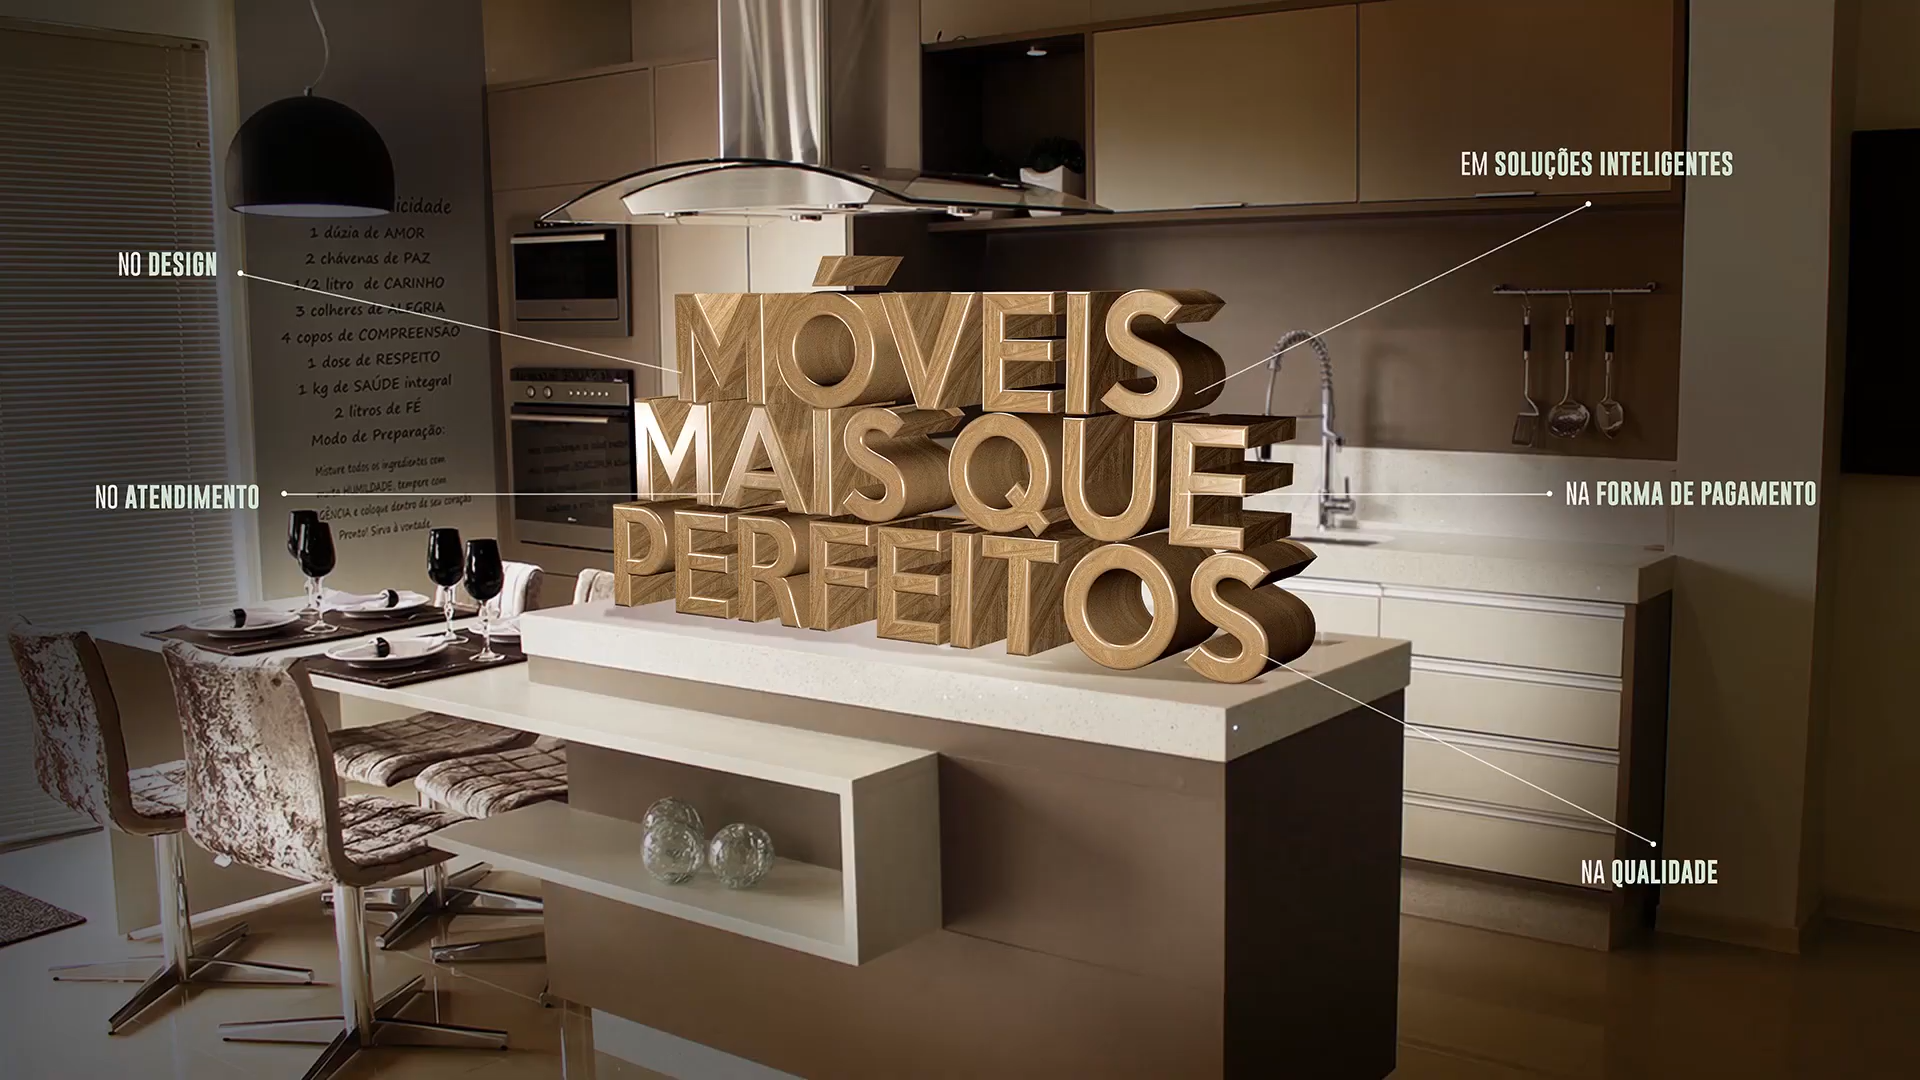 EM SOLUÇÕES INTELIGENTES
NO DESIGN
icidade
1 dúzia de AMOR
2 chávenas de PAZ
1/2 litro de CARINHO
3 colheres de ALEGRIA
4 copos de COMPREENSÃO
1 dose de RESPEITO
1 kg de SAÚDE integral
2 litros de FÉ
Modo de Preparação:
Misture todos os ingredientes com
HUMILDADE, tempere com
GÊNCIA e coloque dentro de seu coração
Pronto! Sirva à vontade.
MÓVEIS
MAIS QUE
PERFEITOS
NO ATENDIMENTO
NA FORMA DE PAGAMENTO
NA QUALIDADE